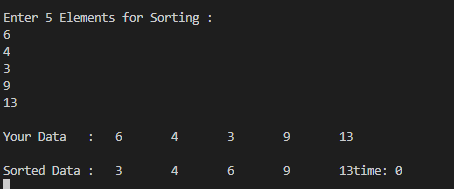 Enter 5 Elements for Sorting :
6
4
3
9
13
Your Data   :   6      4      3      9      13
Sorted Data :   3      4      6      9      13time: 0